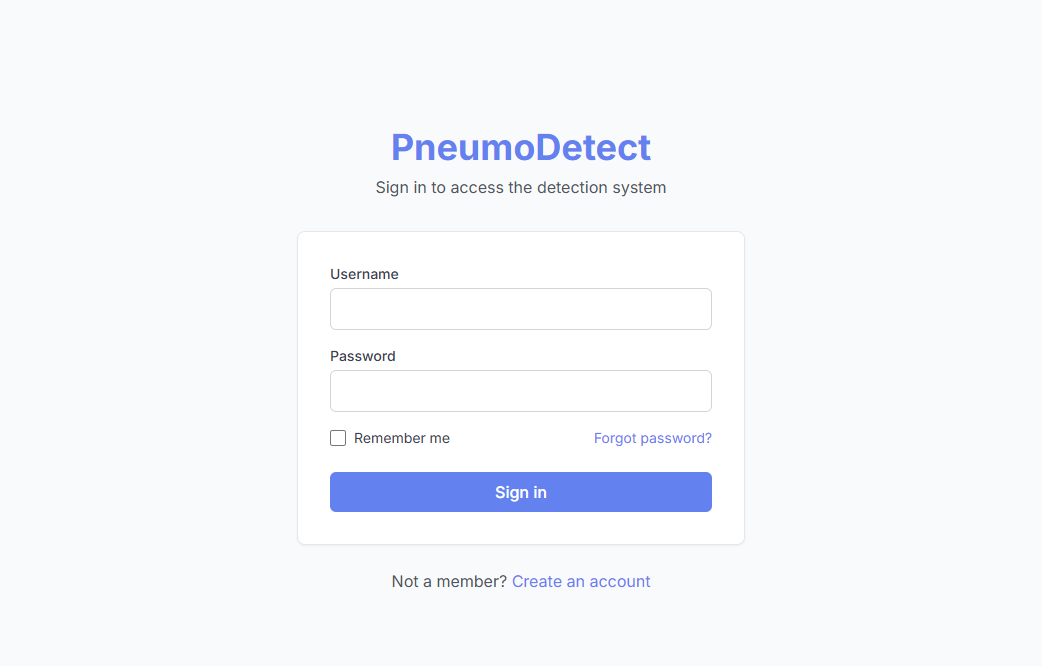 PneumoDetect
Sign in to access the detection system
Username
Password
Remember me Forgot password?
Sign in
Not a member? Create an account